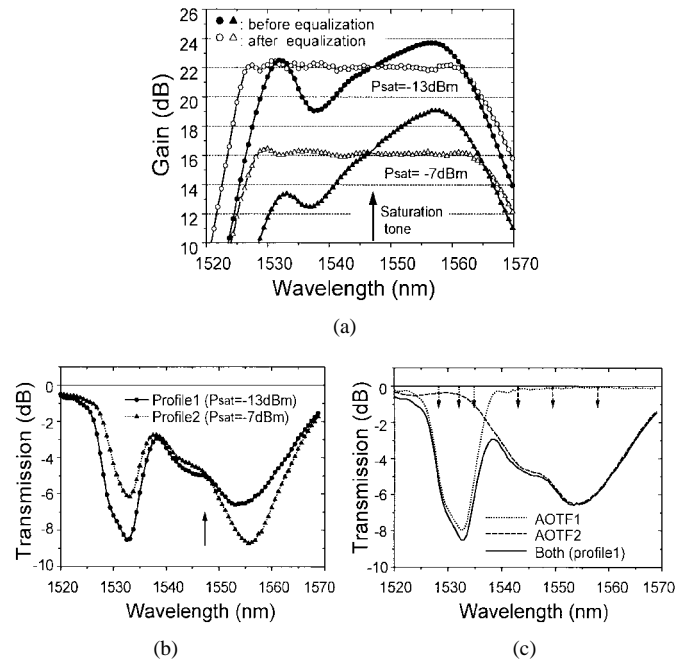 ● ▲ : before equalization
○ △ : after equalization
Gain (dB)
26
24
22
20
18
16
14
12
10
Psat=-13dBm
Psat= -7dBm
Saturation
tone
1520 1530 1540 1550 1560 1570
Wavelength (nm)
(a)
Transmission (dB)
0
-2
-4
-6
-8
-10
Profile1 (Psat=-13dBm)
Profile2 (Psat=-7dBm)
1520 1530 1540 1550 1560 1570
Wavelength (nm)
(b)
Transmission (dB)
0
-2
-4
-6
-8
-10
AOTF1
AOTF2
Both (profile1)
1520 1530 1540 1550 1560 1570
Wavelength (nm)
(c)